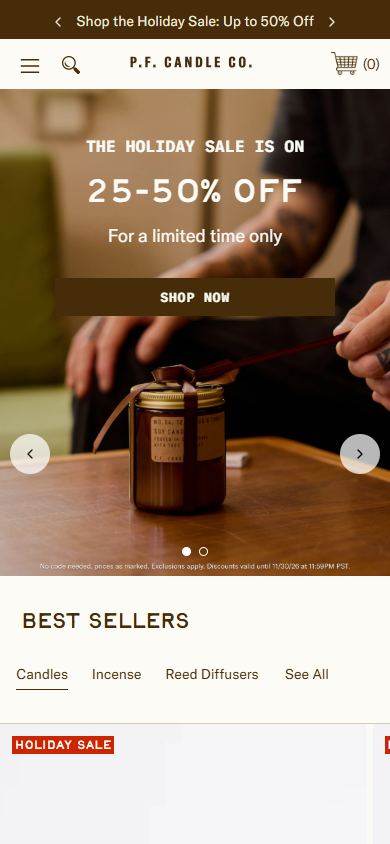 Shop the Holiday Sale: Up to 50% Off
P.F. CANDLE CO.
(0)
THE HOLIDAY SALE IS ON
25-50% OFF
For a limited time only
SHOP NOW
SOY CANDLE
No code needed, prices as marked. Exclusions apply. Discounts valid until 11/30/26 at 11:59PM PST.
BEST SELLERS
Candles Incense Reed Diffusers See All
HOLIDAY SALE